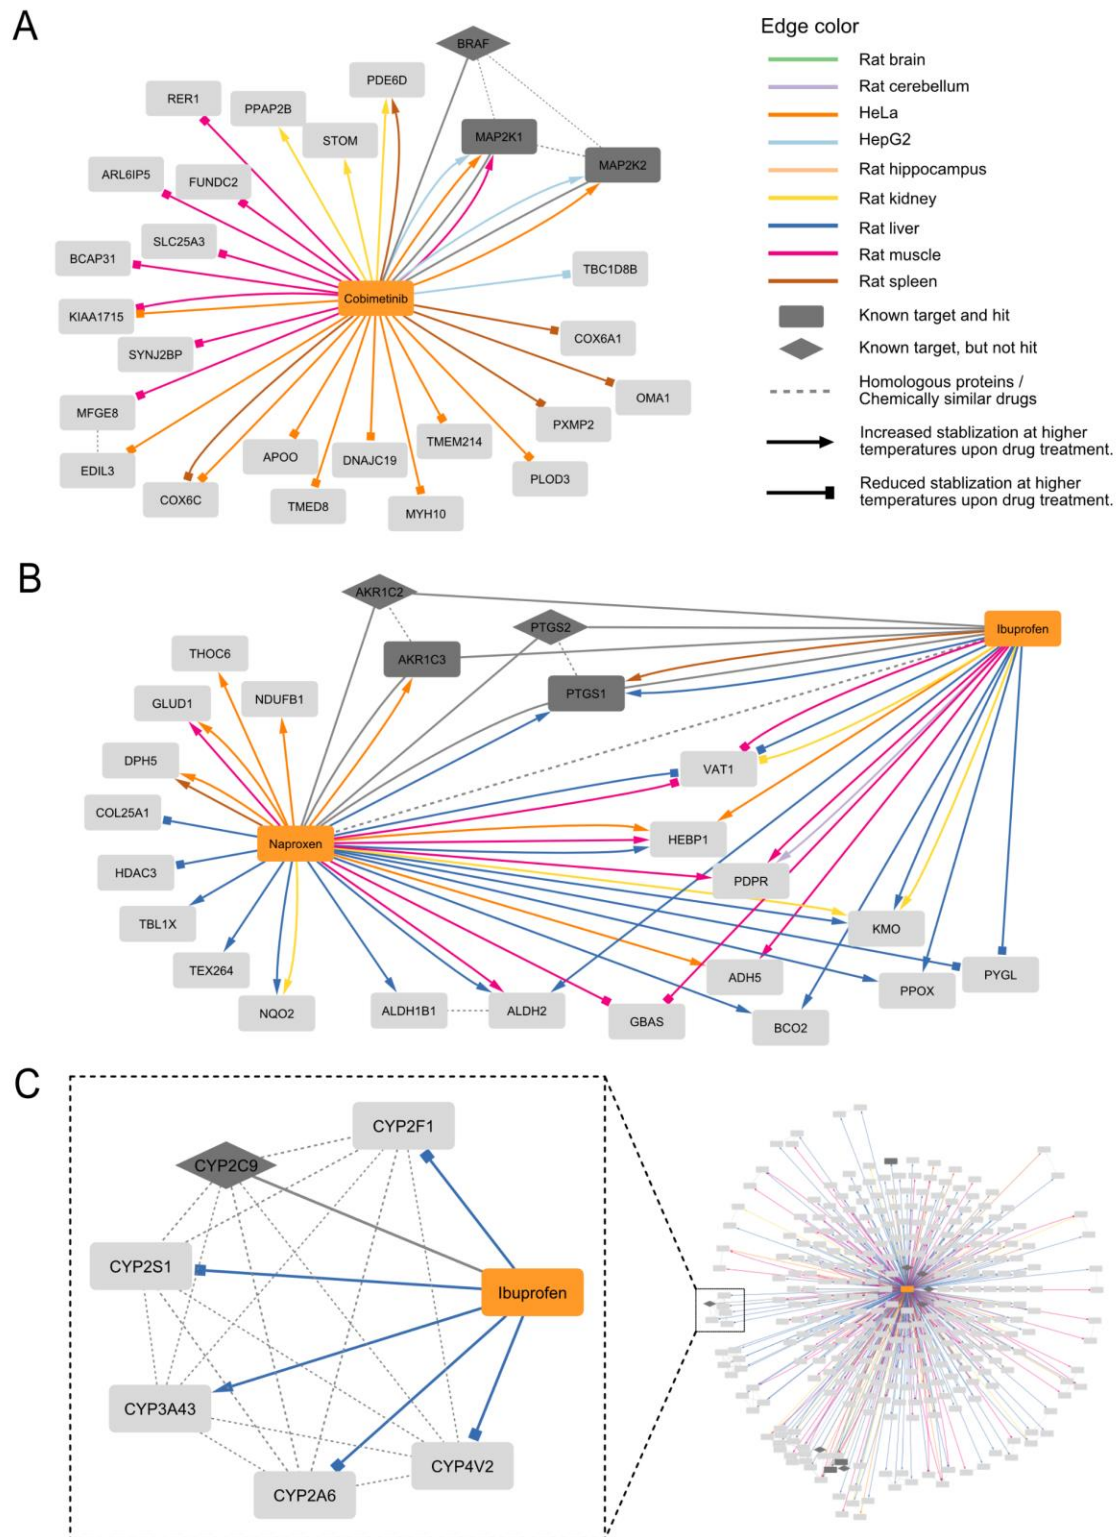 A
BRAF
PDE6D
RER1
PPAP2B
STOM
MAP2K1
MAP2K2
ARL6IP5
FUNDC2
SLC25A3
BCAP31
TBC1D8B
Cobimetinib
KIAA1715
COX6A1
SYNJ2BP
OMA1
MFGE8
PXMP2
TMEM214
EDIL3
APOO
DNAJC19
PLOD3
COX6C
TMED8
MYH10
Edge color
Rat brain
Rat cerebellum
HeLa
HepG2
Rat hippocampus
Rat kidney
Rat liver
Rat muscle
Rat spleen
Known target and hit
Known target, but not hit
Homologous proteins /
Chemically similar drugs
Increased stablization at higher
temperatures upon drug treatment.
Reduced stablization at higher
temperatures upon drug treatment.
B
AKR1C2
PTGS2
Ibuprofen
THOC6
AKR1C3
GLUD1
NDUFB1
PTGS1
DPH5
VAT1
COL25A1
Naproxen
HEBP1
HDAC3
PDPR
TBL1X
KMO
TEX264
ADH5
PYGL
PPOX
NQO2
ALDH1B1
ALDH2
GBAS
BCO2
C
CYP2F1
CYP2C9
CYP2S1
Ibuprofen
CYP3A43
CYP4V2
CYP2A6